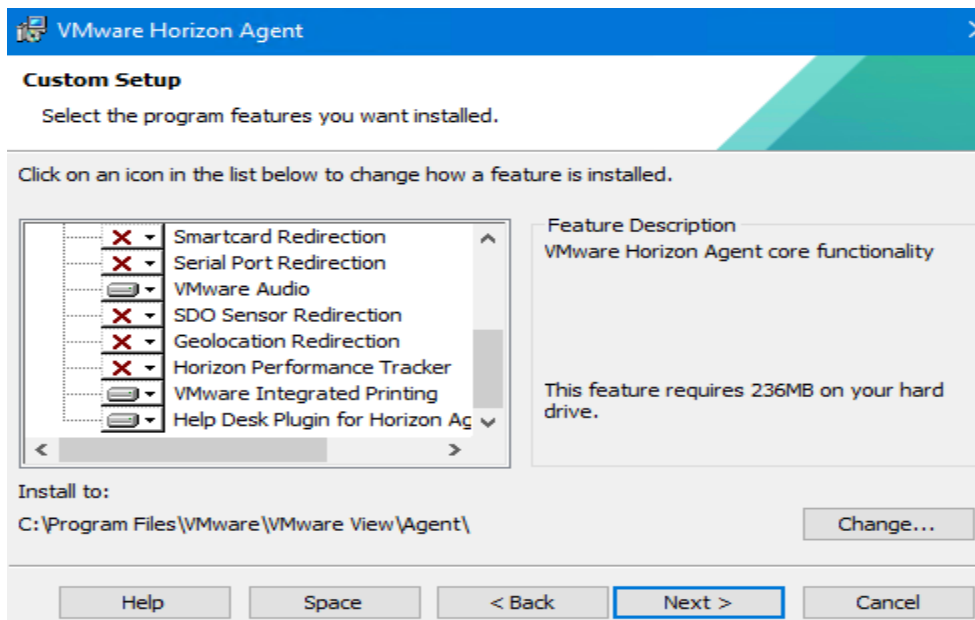 VMware Horizon Agent
Custom Setup
Select the program features you want installed.
Click on an icon in the list below to change how a feature is installed.
Smartcard Redirection
Serial Port Redirection
VMware Audio
SDO Sensor Redirection
Geolocation Redirection
Horizon Performance Tracker
VMware Integrated Printing
Help Desk Plugin for Horizon Ag
Feature Description
VMware Horizon Agent core functionality
This feature requires 236MB on your hard
drive.
Install to:
C:\Program Files\VMware\VMware View\Agent\
Change...
Help
Space
< Back
Next >
Cancel